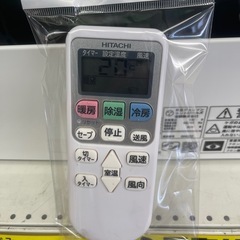 HITACHI
タイマー 設定温度 風速
暖房 除湿 冷房
セーブ 停止 送風
切タイマー 風速
室温
入タイマー 風向